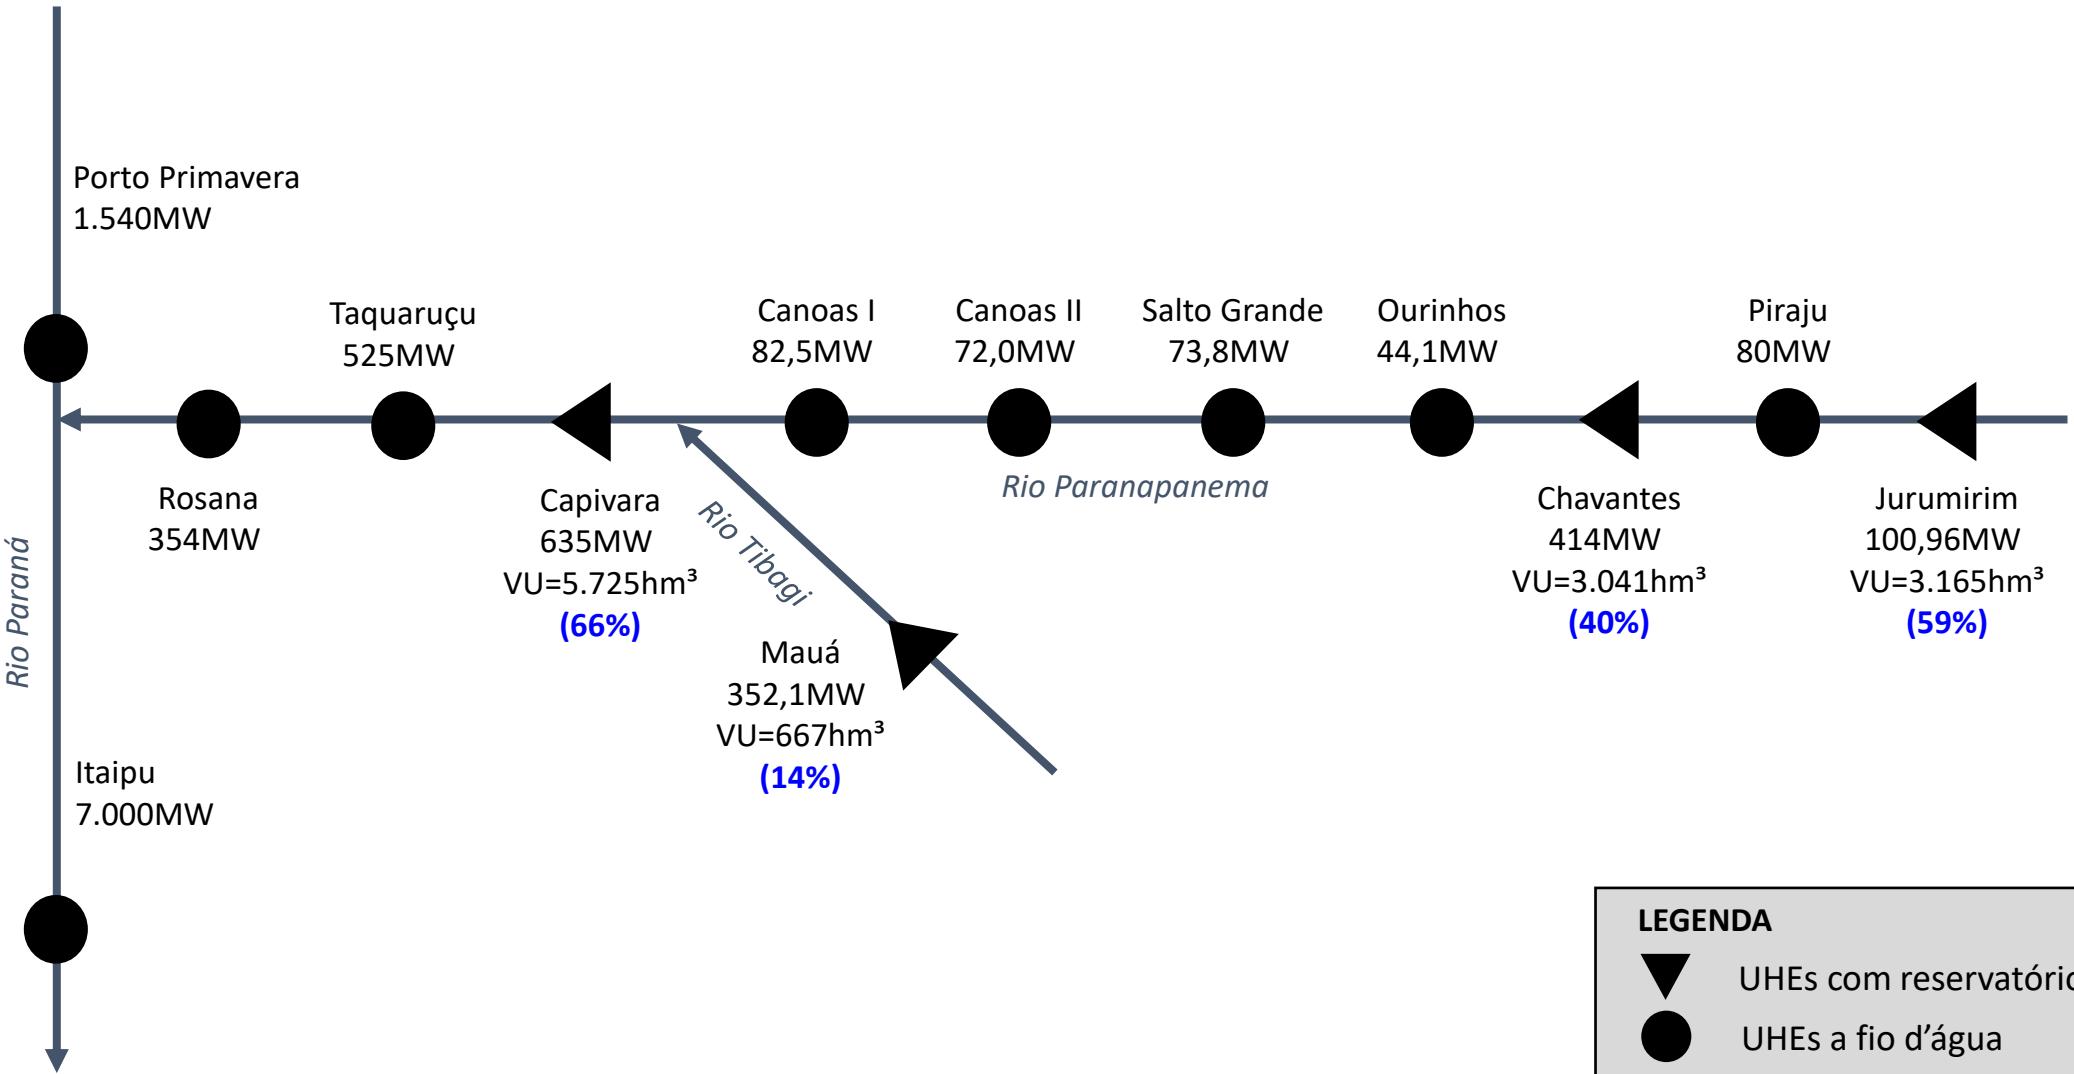 Porto Primavera
1.540MW
Taquaruçu
525MW
Canoas I
82,5MW
Canoas II
72,0MW
Salto Grande
73,8MW
Ourinhos
44,1MW
Piraju
80MW
Rosana
354MW
Capivara
635MW
VU=5.725hm³
(66%)
Rio Tibagi
Rio Paranapanema
Chavantes
414MW
VU=3.041hm³
(40%)
Jurumirim
100,96MW
VU=3.165hm³
(59%)
Rio Paraná
Mauá
352,1MW
VU=667hm³
(14%)
Itaipu
7.000MW
LEGENDA
UHEs com reservatório
UHEs a fio d’água